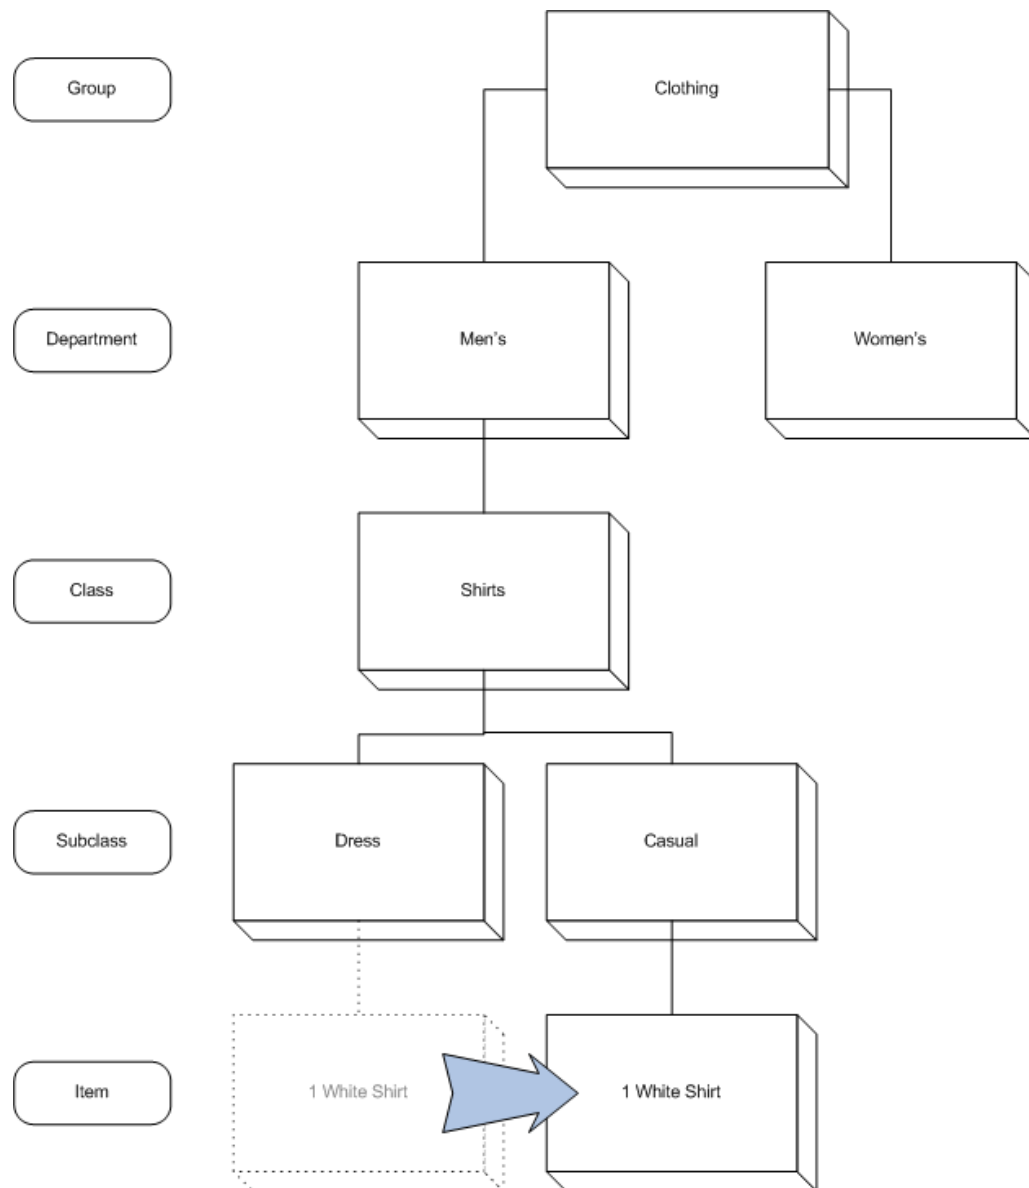 Group
Clothing
Department
Men's
Women's
Class
Shirts
Subclass
Dress
Casual
Item
1 White Shirt
1 White Shirt